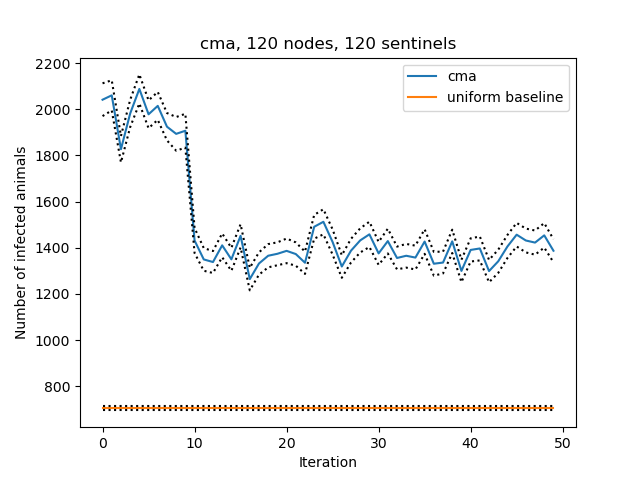 cma, 120 nodes, 120 sentinels
cma
uniform baseline
Number of infected animals
2200
2000
1800
1600
1400
1200
1000
800
0 10 20 30 40 50
Iteration